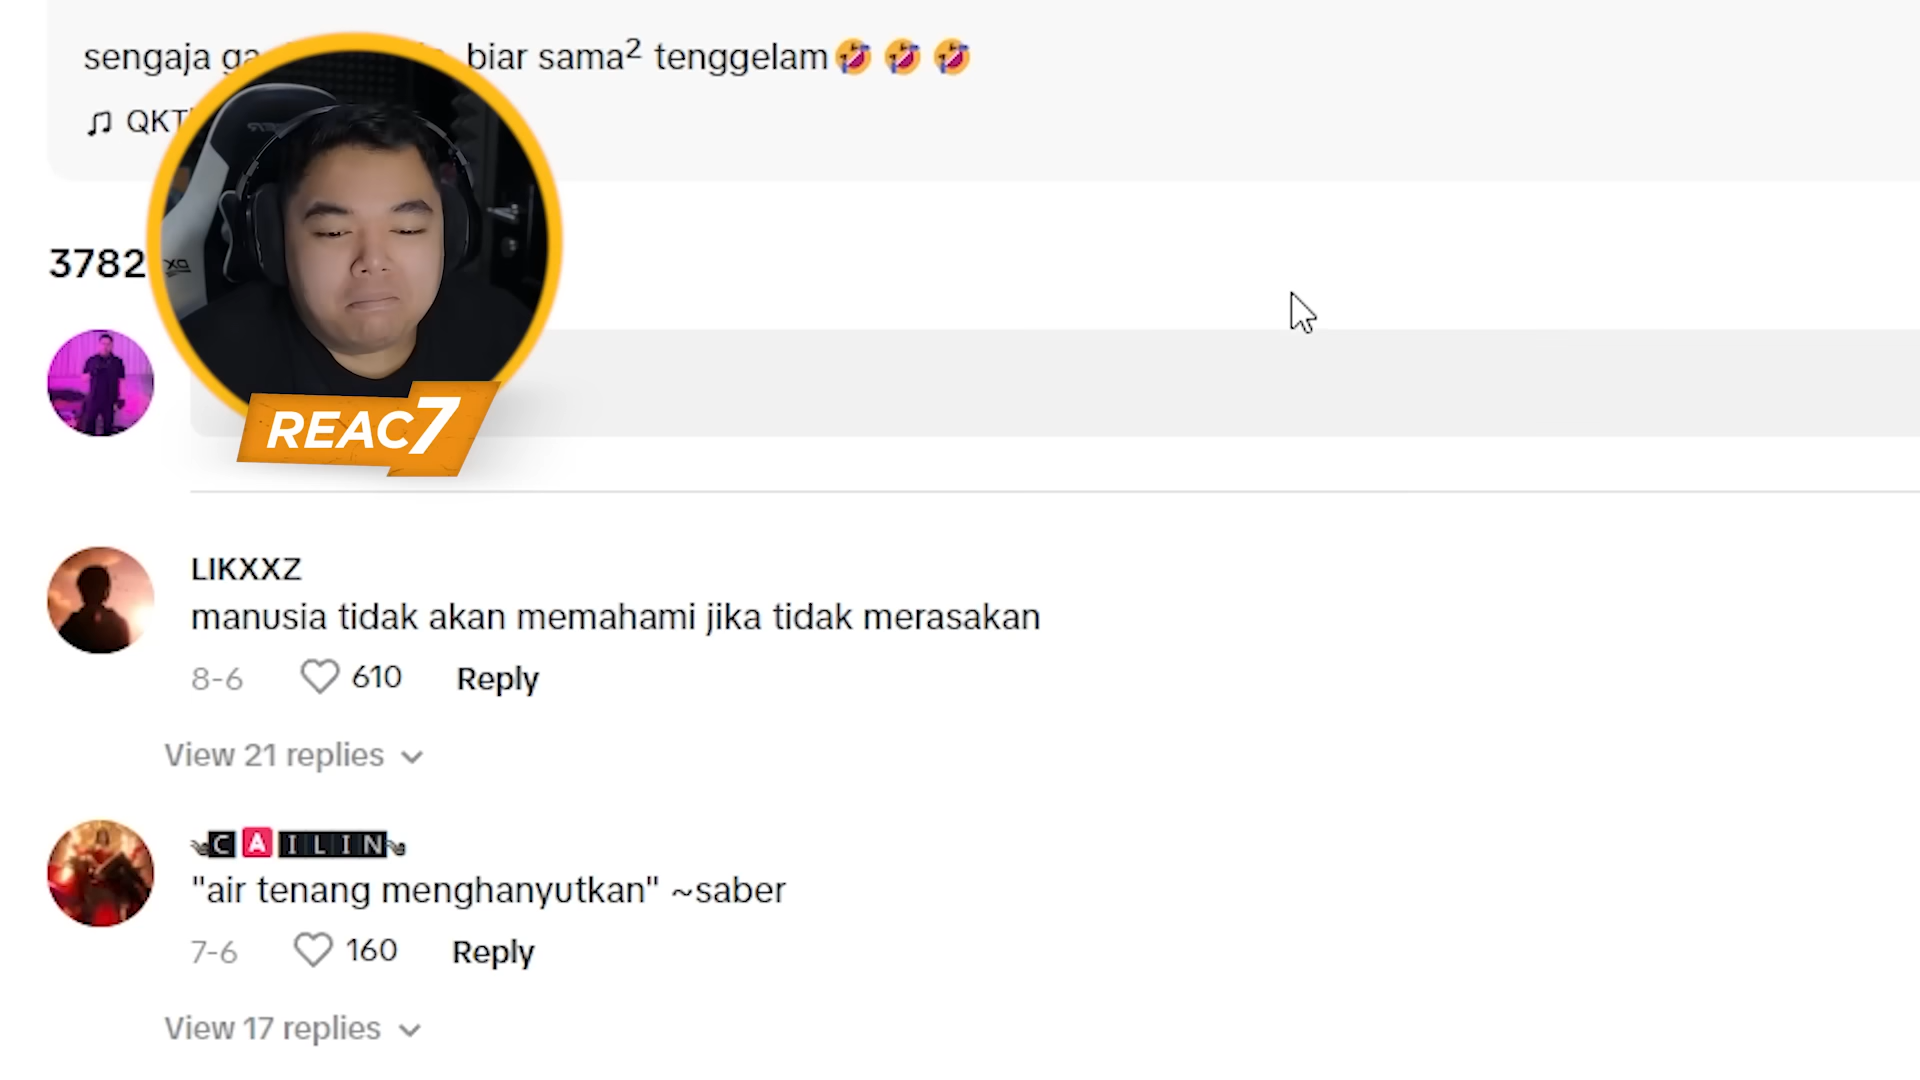 sengaja biar sama² tenggelam🤣🤣🤣
♫ QKT
3782
REAC7
LIKXXZ
manusia tidak akan memahami jika tidak merasakan
8-6 610 Reply
View 21 replies
CAILIN
"air tenang menghanyutkan" ~saber
7-6 160 Reply
View 17 replies